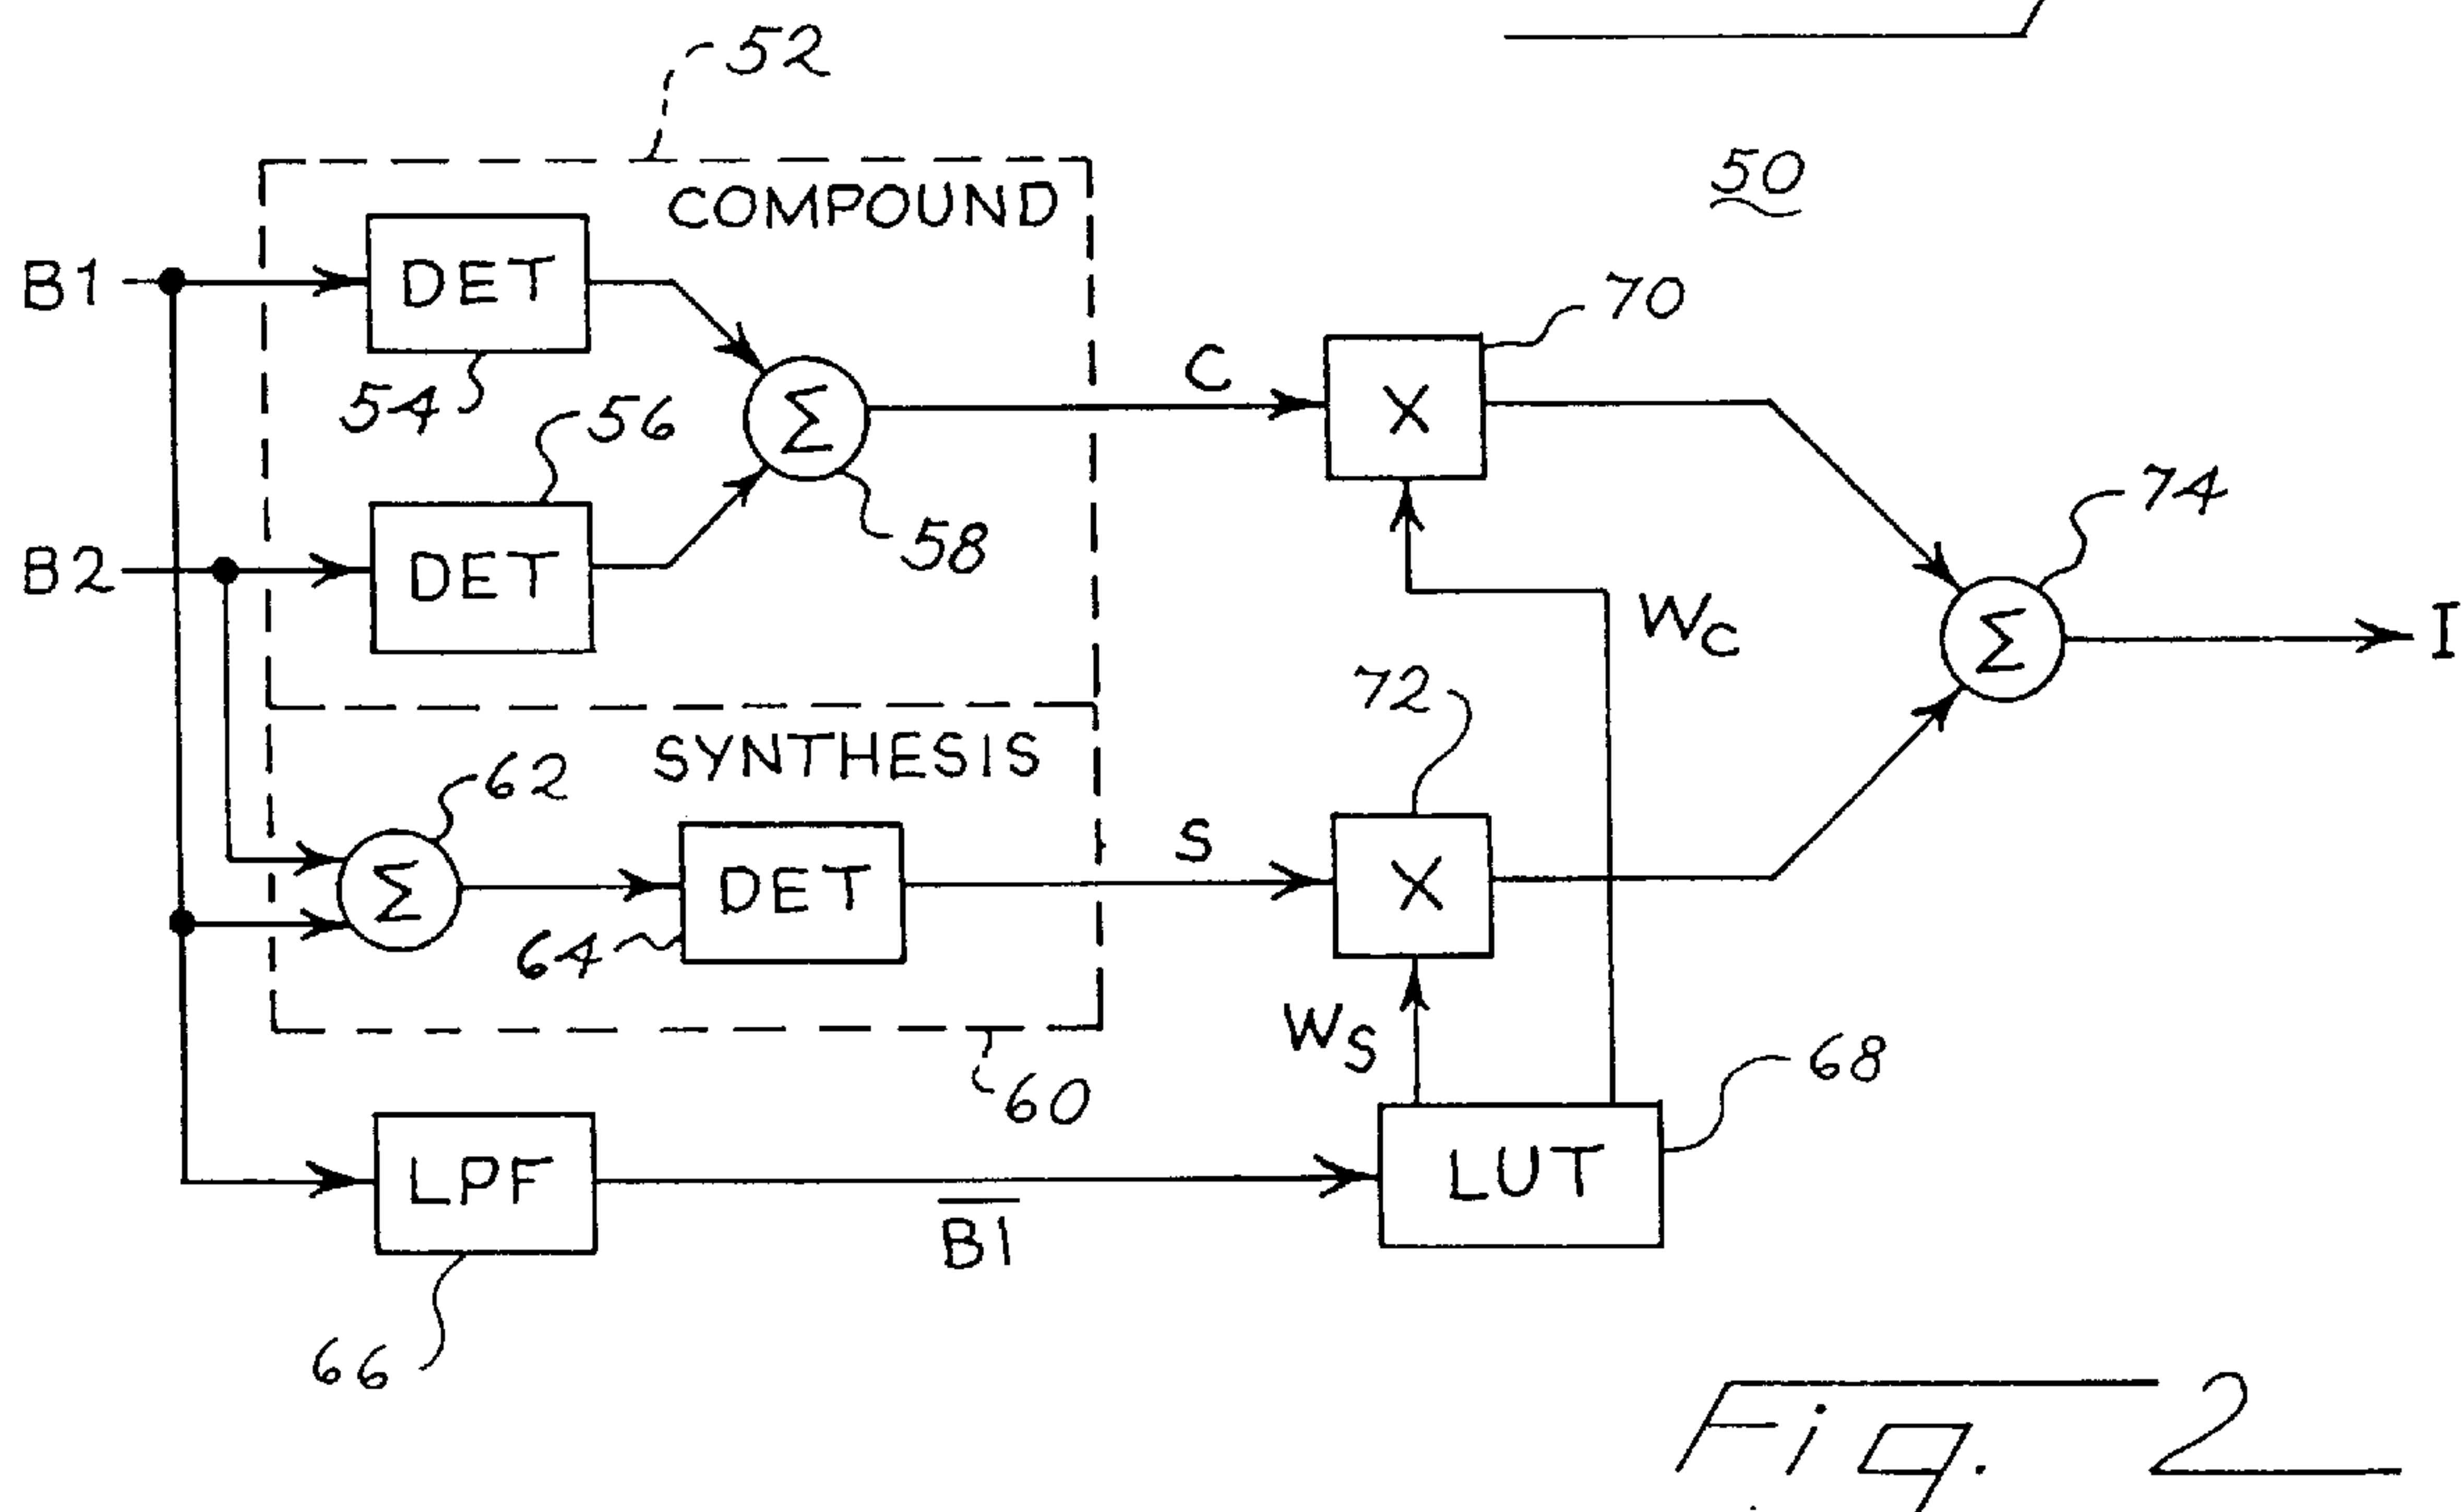 52
COMPOUND
50
B1
DET
70
54
56
Σ
C
X
58
74
B2
DET
Wc
Σ
I
72
SYNTHESIS
62
S
Σ
DET
X
64
Ws
60
68
LPF
LUT
B̅1̅
66
Fig. 2